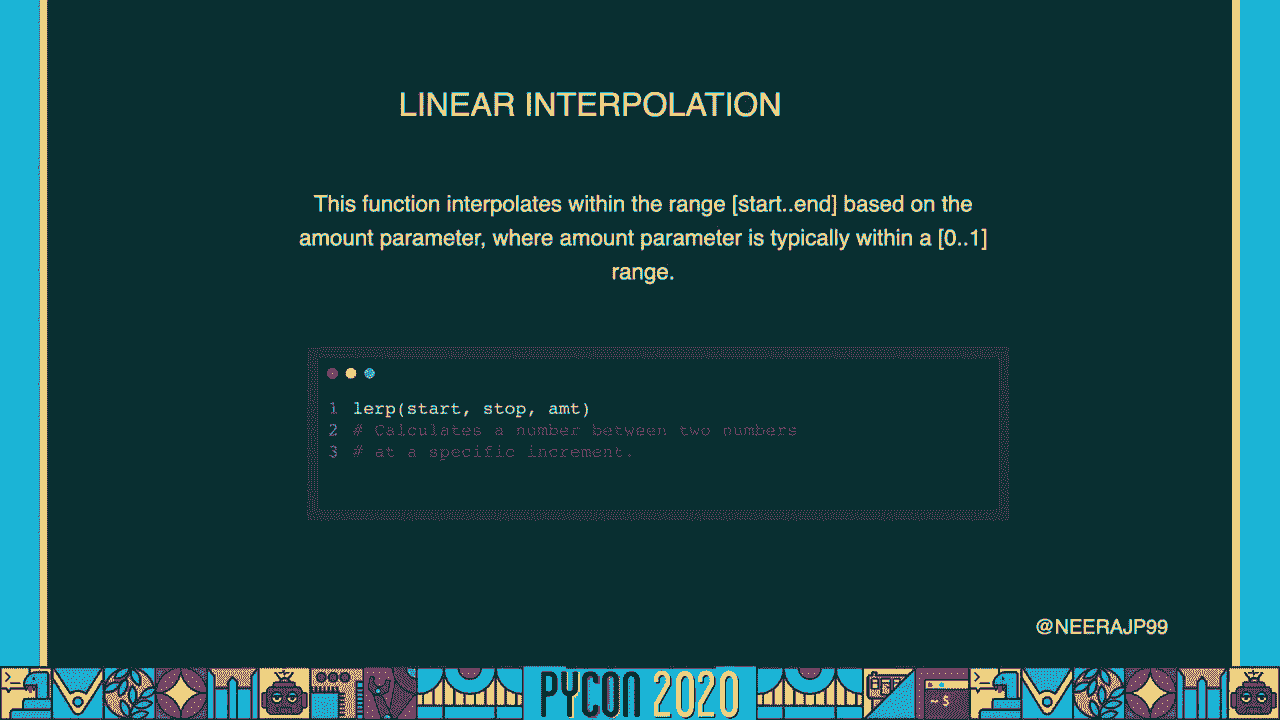 LINEAR INTERPOLATION
This function interpolates within the range [start..end] based on the
amount parameter, where amount parameter is typically within a [0..1]
range.
1 lerp(start, stop, amt)
2 # Calculates a number between two numbers
3 # at a specific increment.
@NEERAJP99
PYCON 2020
~ $